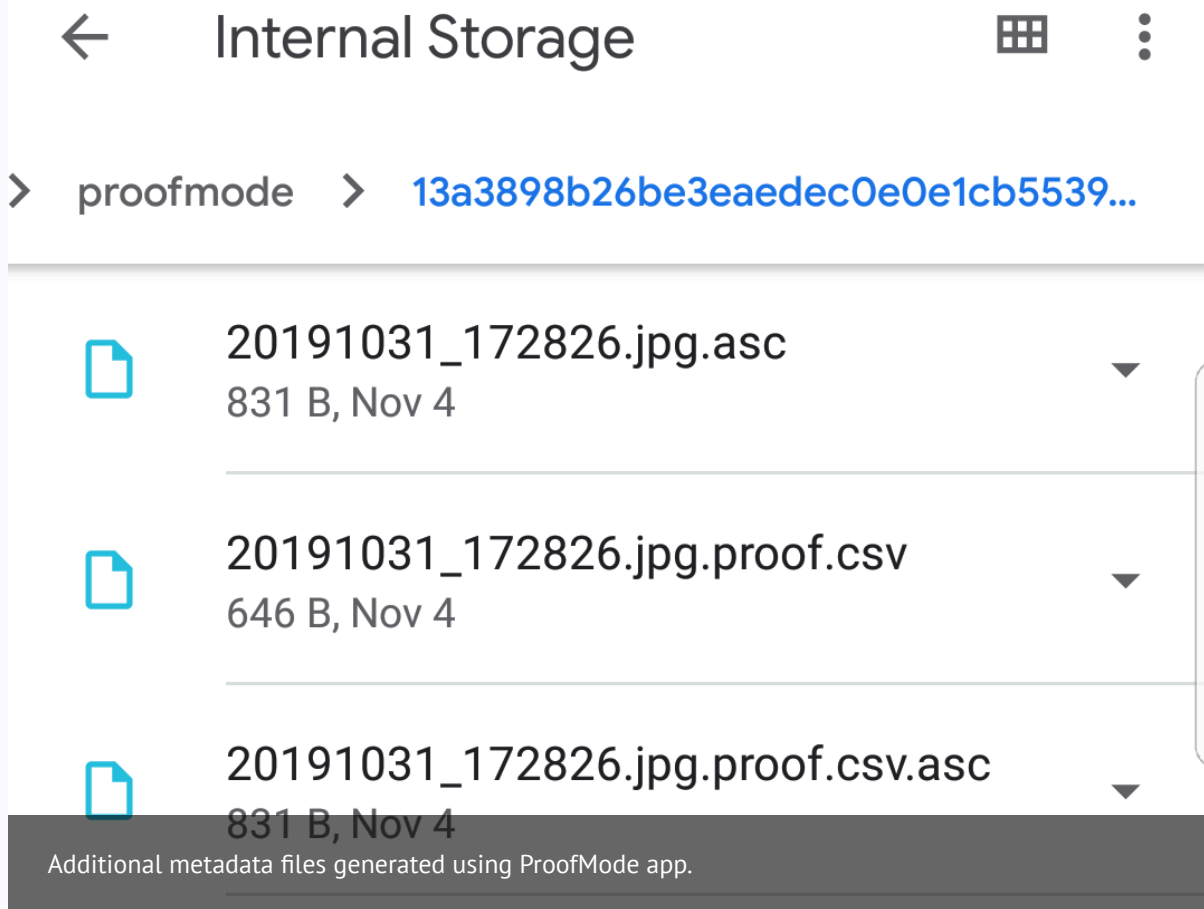 Internal Storage
proofmode
13a3898b26be3eaedec0e0e1cb5539...
20191031_172826.jpg.asc
831 B, Nov 4
20191031_172826.jpg.proof.csv
646 B, Nov 4
20191031_172826.jpg.proof.csv.asc
831 B, Nov 4
Additional metadata files generated using ProofMode app.